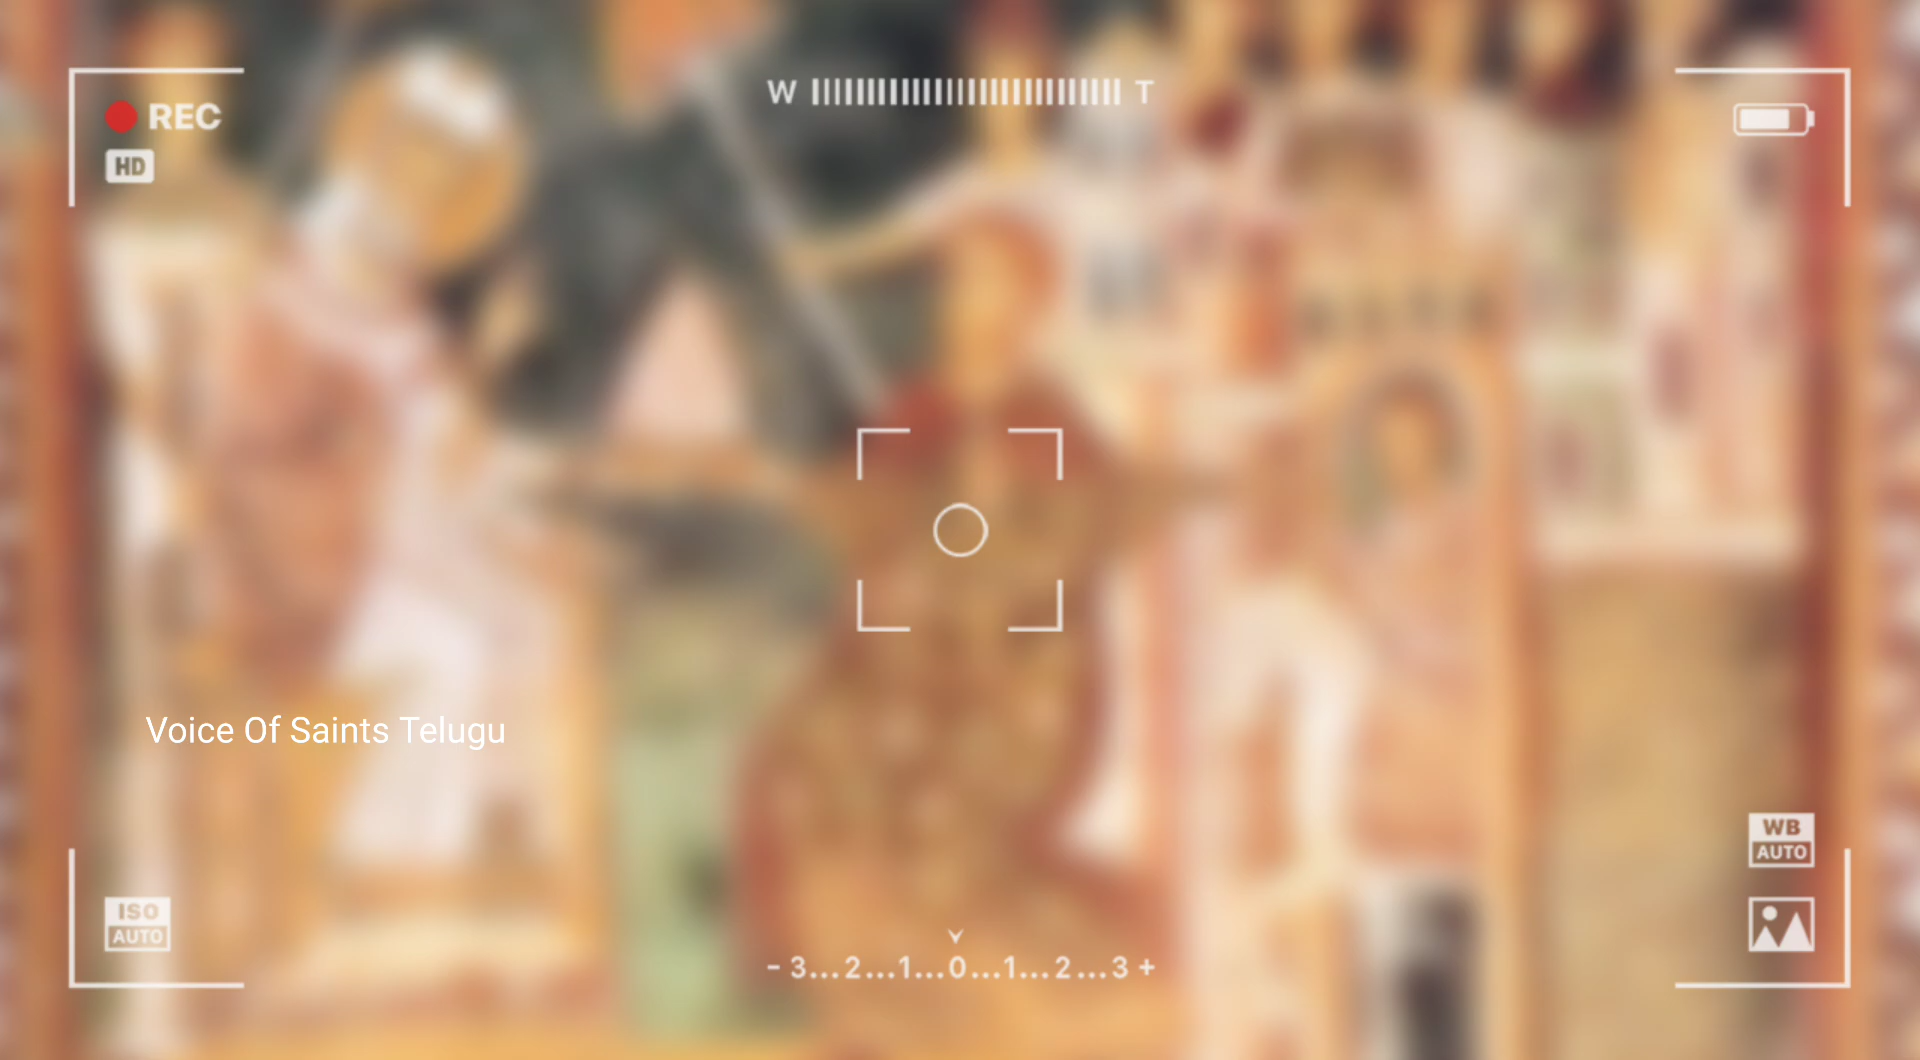 W T
REC
HD
Voice Of Saints Telugu
WB
AUTO
ISO
AUTO
- 3...2...1...0...1...2...3 +